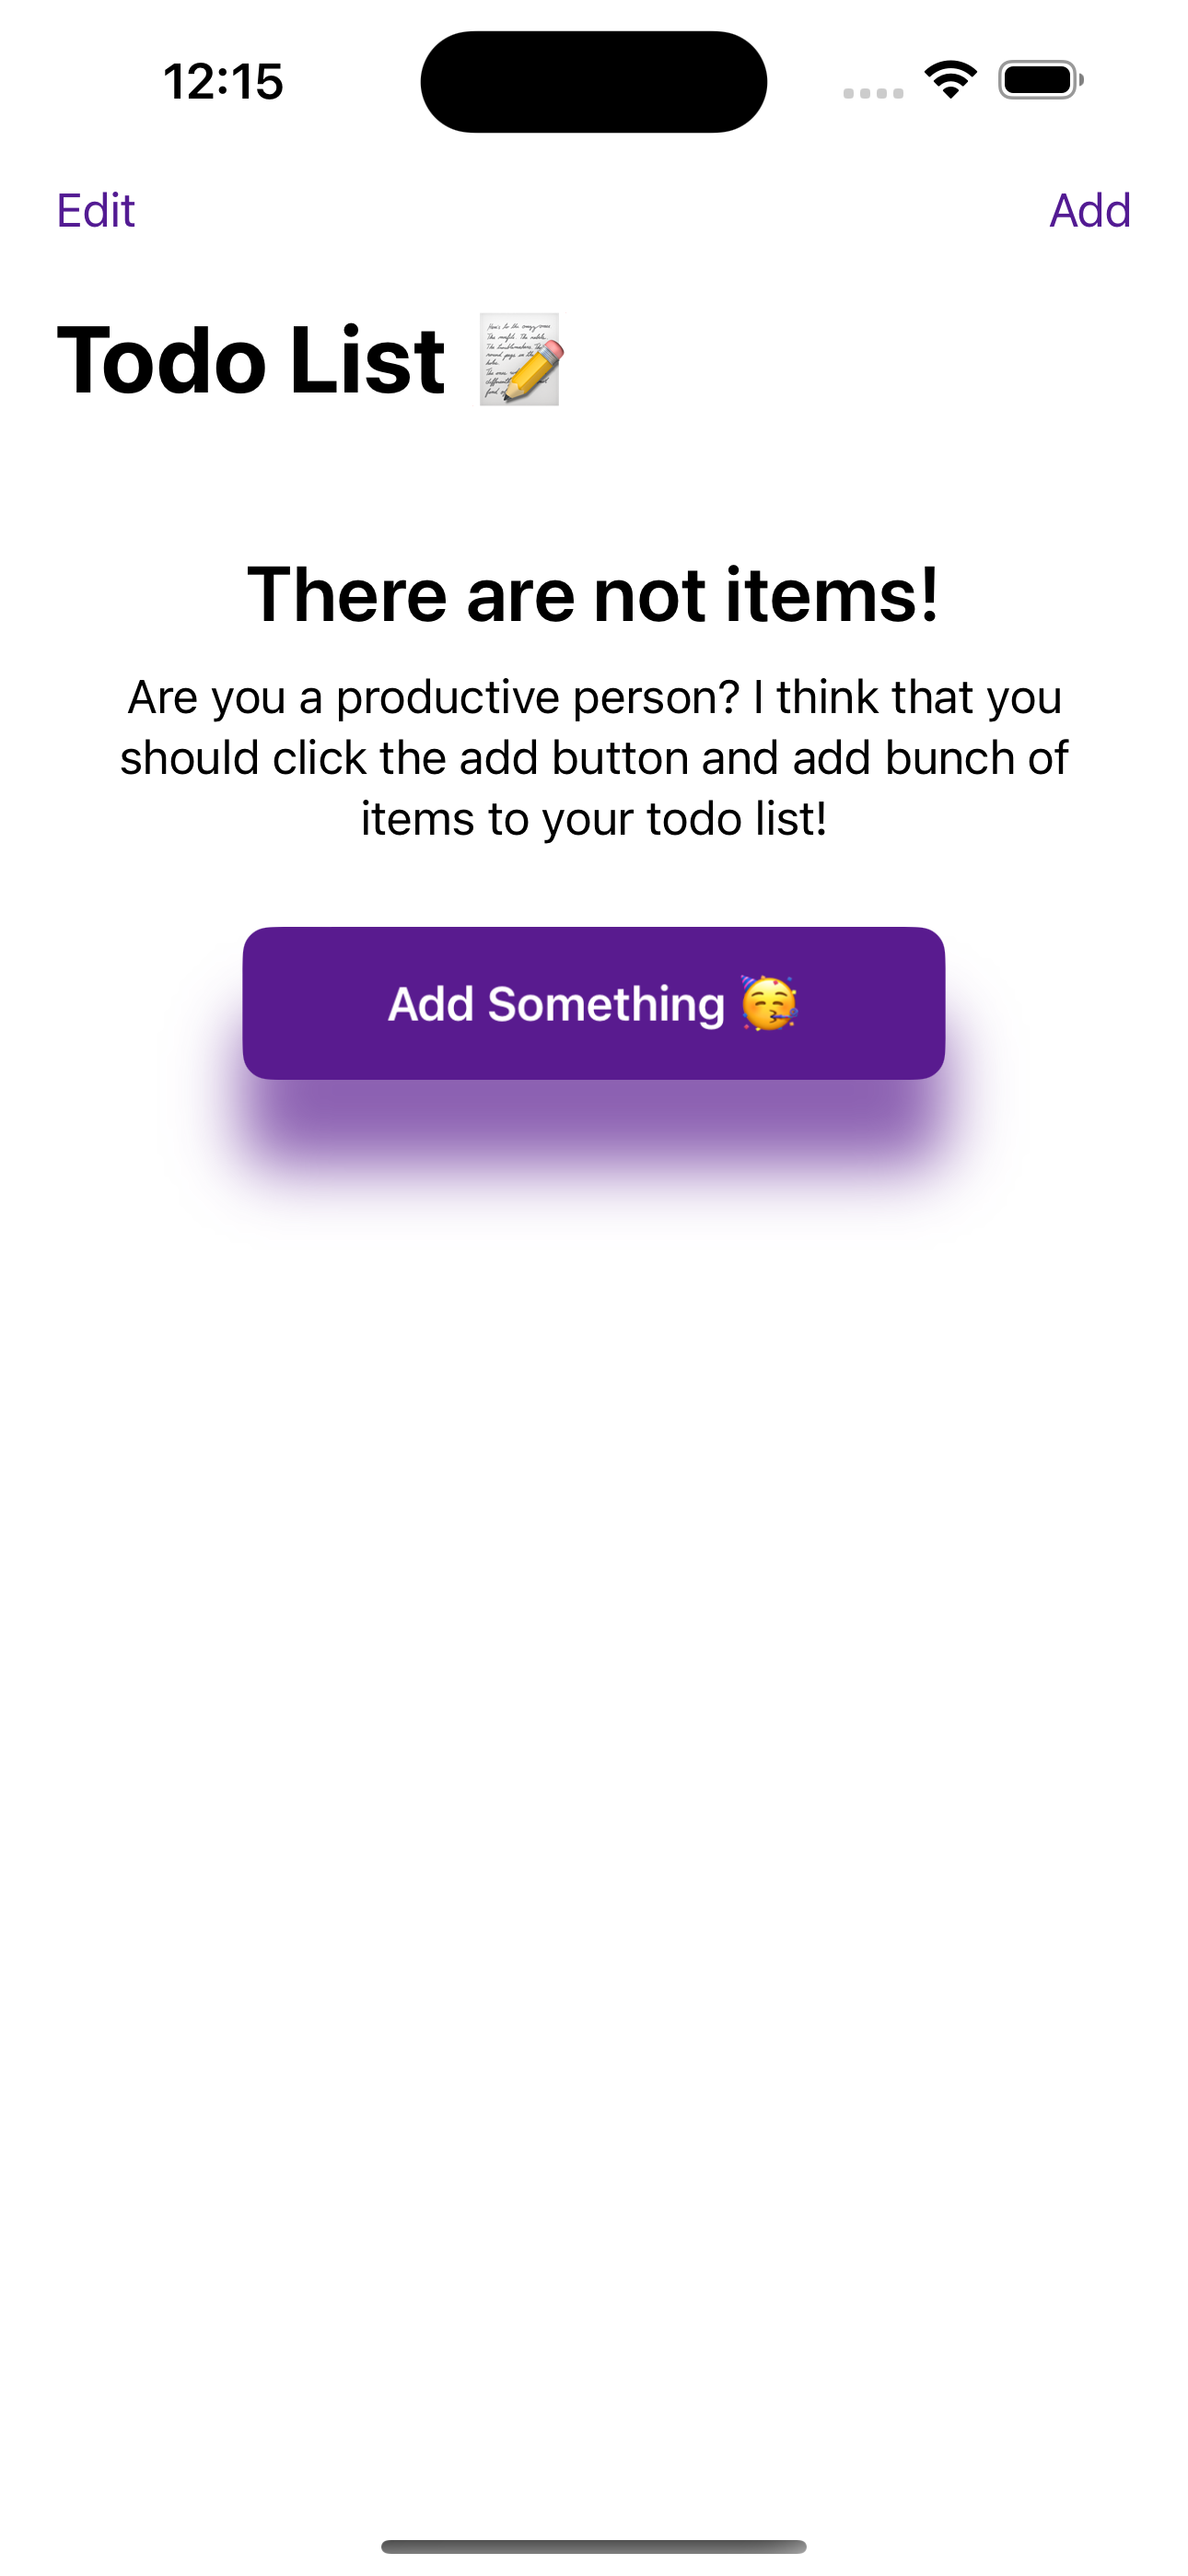 12:15
Edit
Add
Todo List 📝
There are not items!
Are you a productive person? I think that you
should click the add button and add bunch of
items to your todo list!
Add Something 🥳